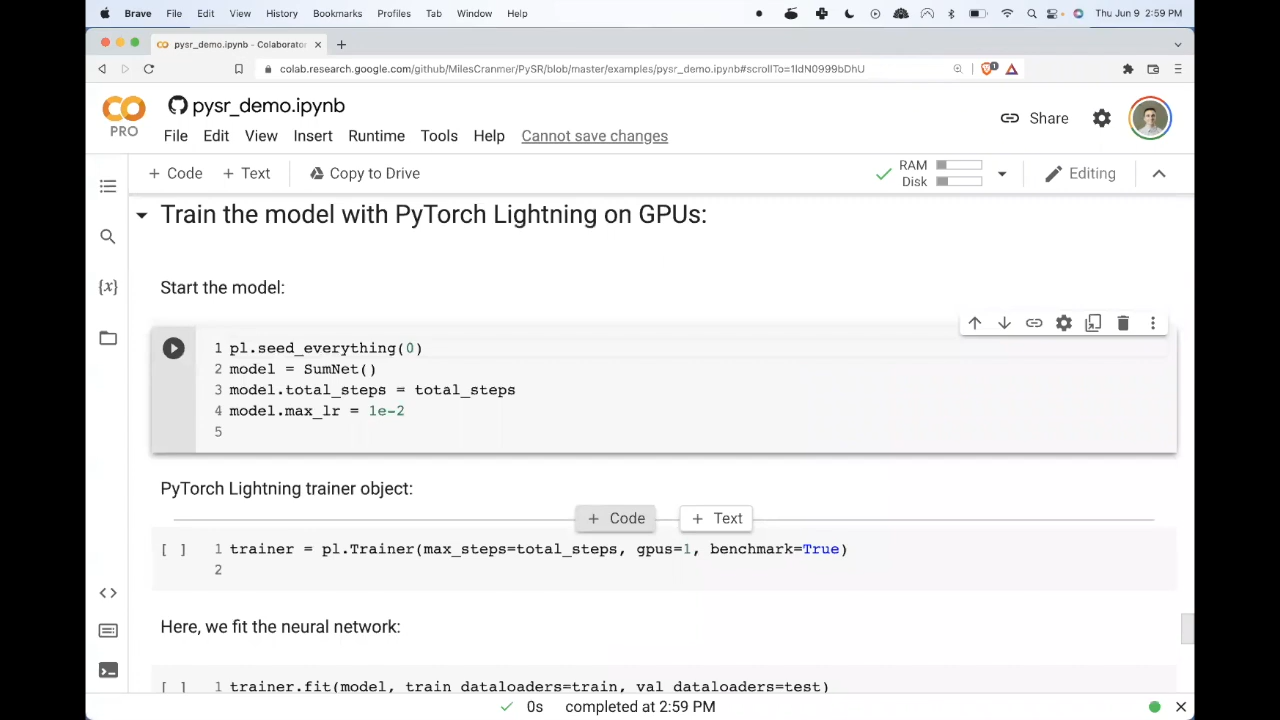 Brave File Edit View History Bookmarks Profiles Tab Window Help Thu Jun 9 2:59 PM
pysr_demo.ipynb - Colaborator
colab.research.google.com/github/MilesCranmer/PySR/blob/master/examples/pysr_demo.ipynb#scrollTo=1ldN0999bDhU
pysr_demo.ipynb
PRO
Share
File Edit View Insert Runtime Tools Help Cannot save changes
+ Code + Text Copy to Drive
RAM
Disk
Editing
Train the model with PyTorch Lightning on GPUs:
Start the model:
1 pl.seed_everything(0)
2 model = SumNet()
3 model.total_steps = total_steps
4 model.max_lr = 1e-2
5
PyTorch Lightning trainer object:
+ Code + Text
[ ] 1 trainer = pl.Trainer(max_steps=total_steps, gpus=1, benchmark=True)
2
Here, we fit the neural network:
[ ] 1 trainer.fit(model, train_dataloaders=train, val_dataloaders=test)
0s completed at 2:59 PM